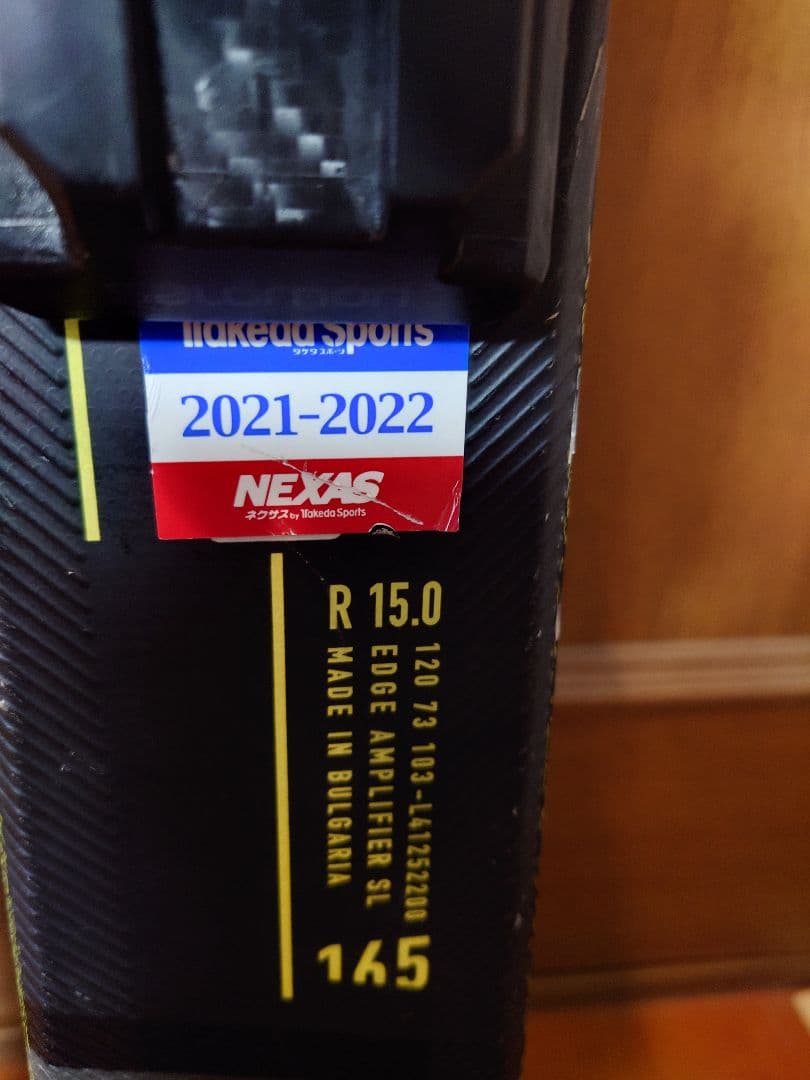 Takeda Sports
タケダスポーツ
2021-2022
NEXAS
ネクサス by Takeda Sports
R 15.0
120 73 103-L41252200
EDGE AMPLIFIER SL
MADE IN BULGARIA
165